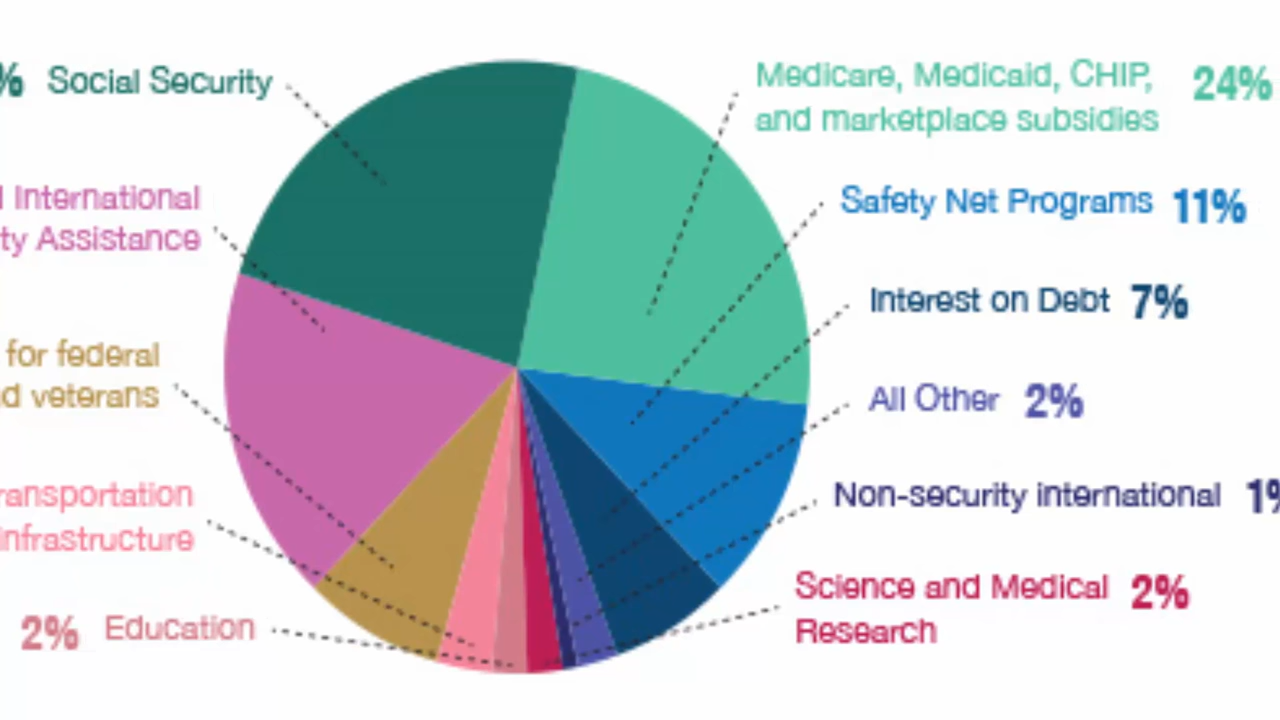 % Social Security
International
ty Assistance
for federal
d veterans
ransportation
infrastructure
2% Education
Medicare, Medicaid, CHIP, 24%
and marketplace subsidies
Safety Net Programs 11%
Interest on Debt 7%
All Other 2%
Non-security international 1%
Science and Medical 2%
Research